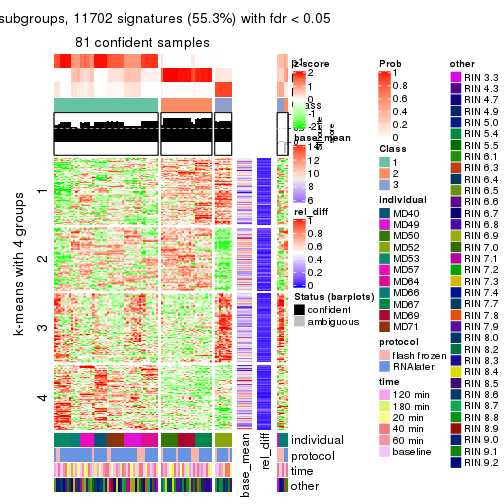 subgroups, 11702 signatures (55.3%) with fdr < 0.05
81 confident samples
k-means with 4 groups
1
2
3
4
base_mean
rel_diff
individual
protocol
time
other
z-score
2
1
0
-1
-2
base_mean
14
12
10
8
6
rel_diff
1
0.8
0.6
0.4
0.2
0
Status (barplots)
confident
ambiguous
Prob
1
0.8
0.6
0.4
0.2
0
Class
1
2
3
individual
MD40
MD49
MD50
MD52
MD53
MD57
MD64
MD66
MD67
MD69
MD71
protocol
flash frozen
RNAlater
time
120 min
180 min
20 min
40 min
60 min
baseline
other
RIN 3.3
RIN 4.3
RIN 4.7
RIN 4.9
RIN 5.0
RIN 5.4
RIN 5.5
RIN 6.1
RIN 6.3
RIN 6.4
RIN 6.5
RIN 6.6
RIN 6.7
RIN 6.8
RIN 6.9
RIN 7.0
RIN 7.1
RIN 7.2
RIN 7.3
RIN 7.4
RIN 7.6
RIN 7.7
RIN 7.8
RIN 7.9
RIN 8.0
RIN 8.2
RIN 8.3
RIN 8.4
RIN 8.5
RIN 8.6
RIN 8.7
RIN 8.8
RIN 8.9
RIN 9.0
RIN 9.1
RIN 9.2